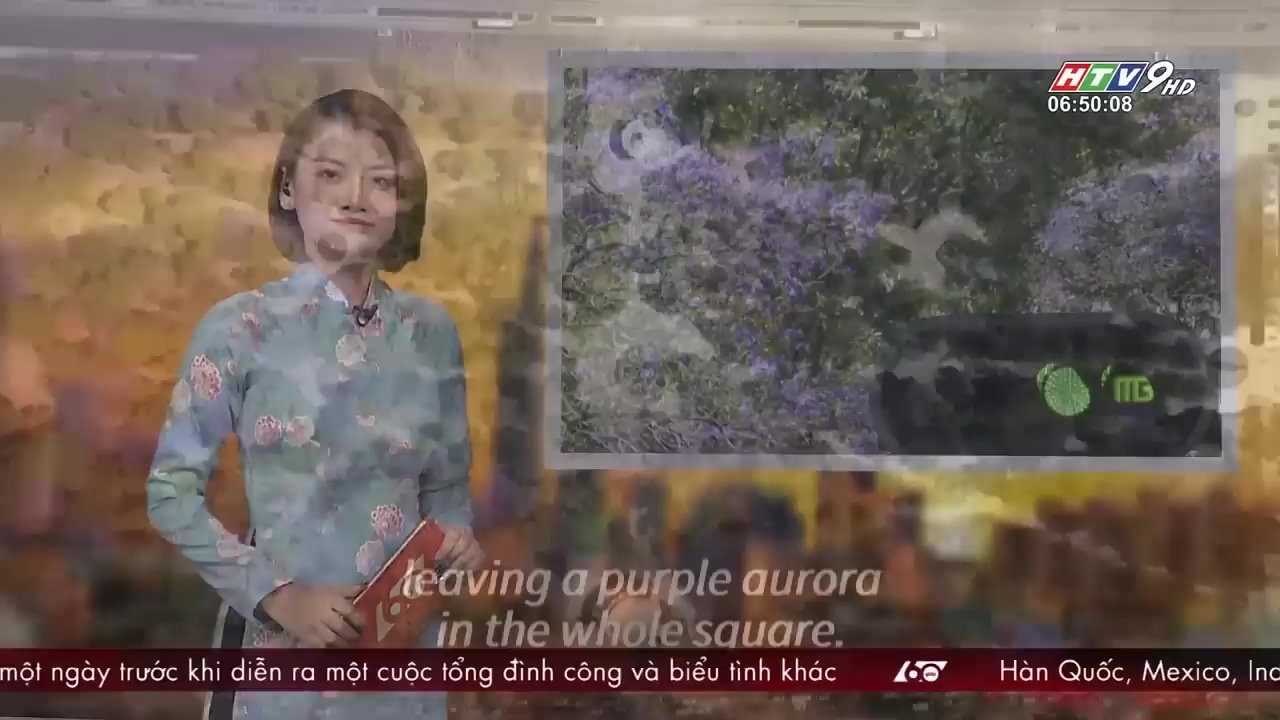 HTV9HD
06:50:08
leaving a purple aurora
in the whole square.
một ngày trước khi diễn ra một cuộc tổng đình công và biểu tình khác
Hàn Quốc, Mexico,